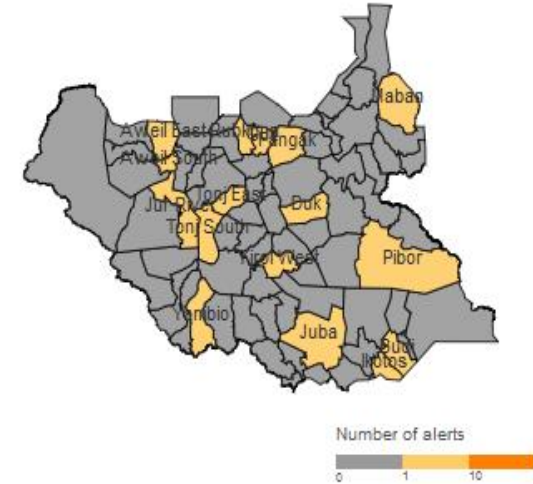 Maban
Aweil East
Rubkona
Fangak
Aweil South
Tonj East
Jur River
Duk
Tonj South
Yirol West
Pibor
Yambio
Juba
Budi
Ikotos
Number of alerts
0 1 10